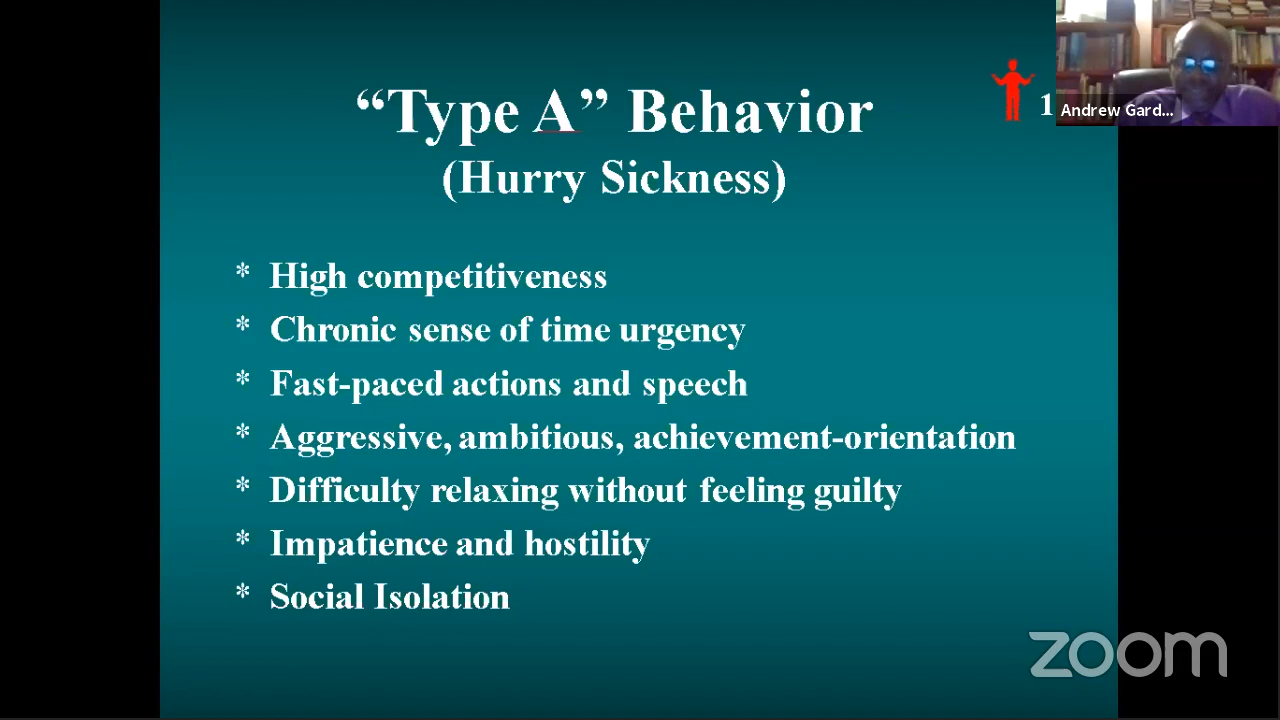 “Type A” Behavior
(Hurry Sickness)
1
Andrew Gard...
* High competitiveness
* Chronic sense of time urgency
* Fast-paced actions and speech
* Aggressive, ambitious, achievement-orientation
* Difficulty relaxing without feeling guilty
* Impatience and hostility
* Social Isolation
zoom